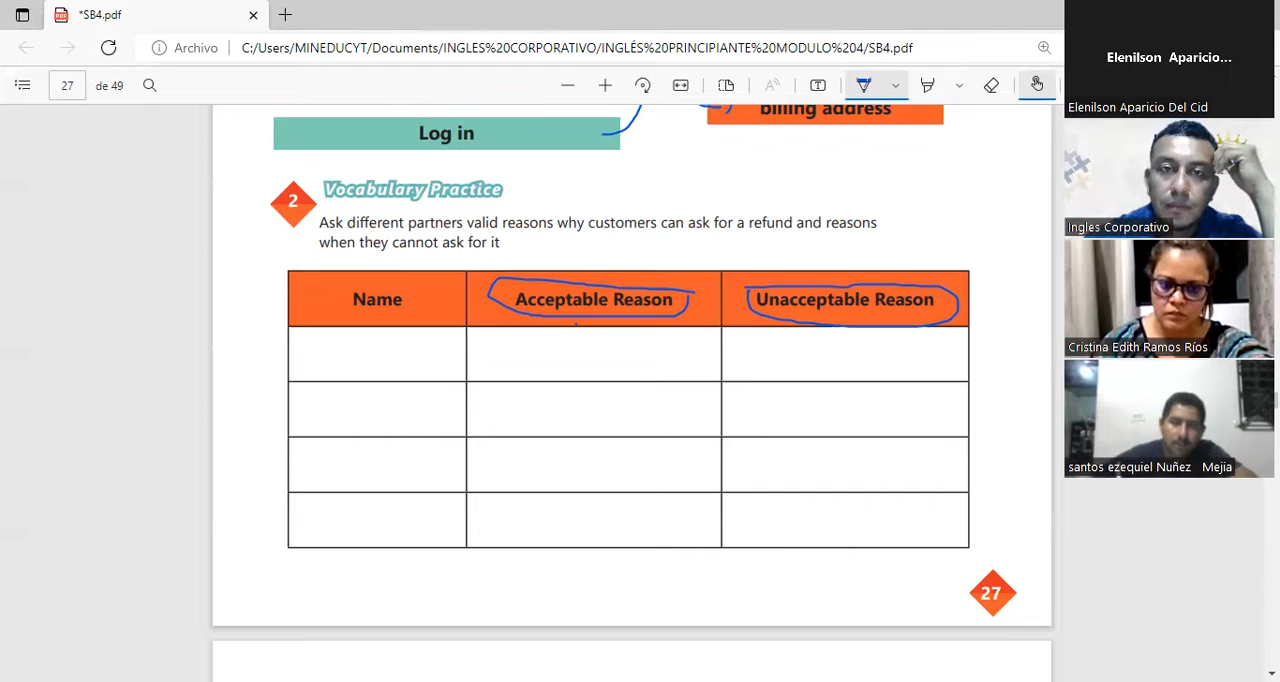 *SB4.pdf
Archivo
C:/Users/MINEDUCYT/Documents/INGLES%20CORPORATIVO/INGLÉS%20PRINCIPIANTE%20MODULO%204/SB4.pdf
27 de 49
billing address
Log in
2
Vocabulary Practice
Ask different partners valid reasons why customers can ask for a refund and reasons
when they cannot ask for it
Name Acceptable Reason Unacceptable Reason
27
Elenilson Aparicio...
Elenilson Aparicio Del Cid
Ingles Corporativo
Cristina Edith Ramos Ríos
santos ezequiel Nuñez Mejia